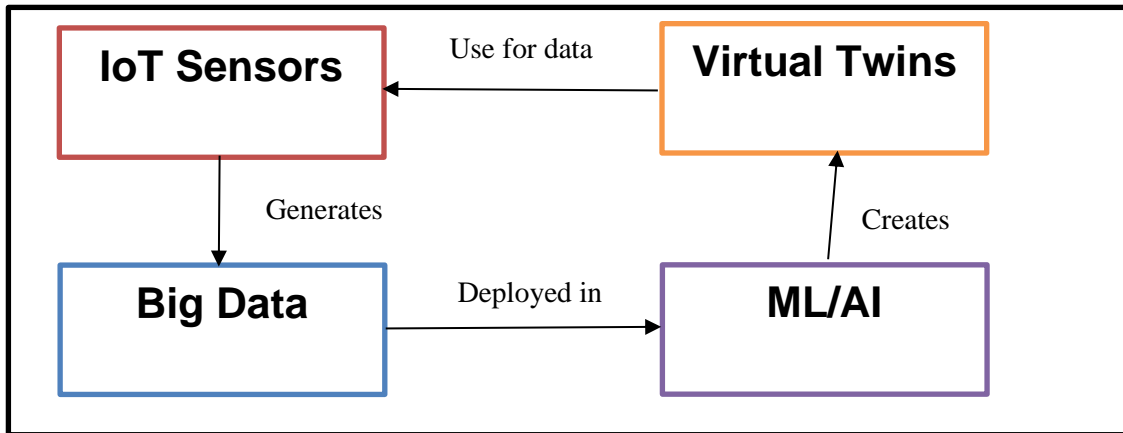 IoT Sensors
Use for data
Virtual Twins
Generates
Creates
Big Data
Deployed in
ML/AI